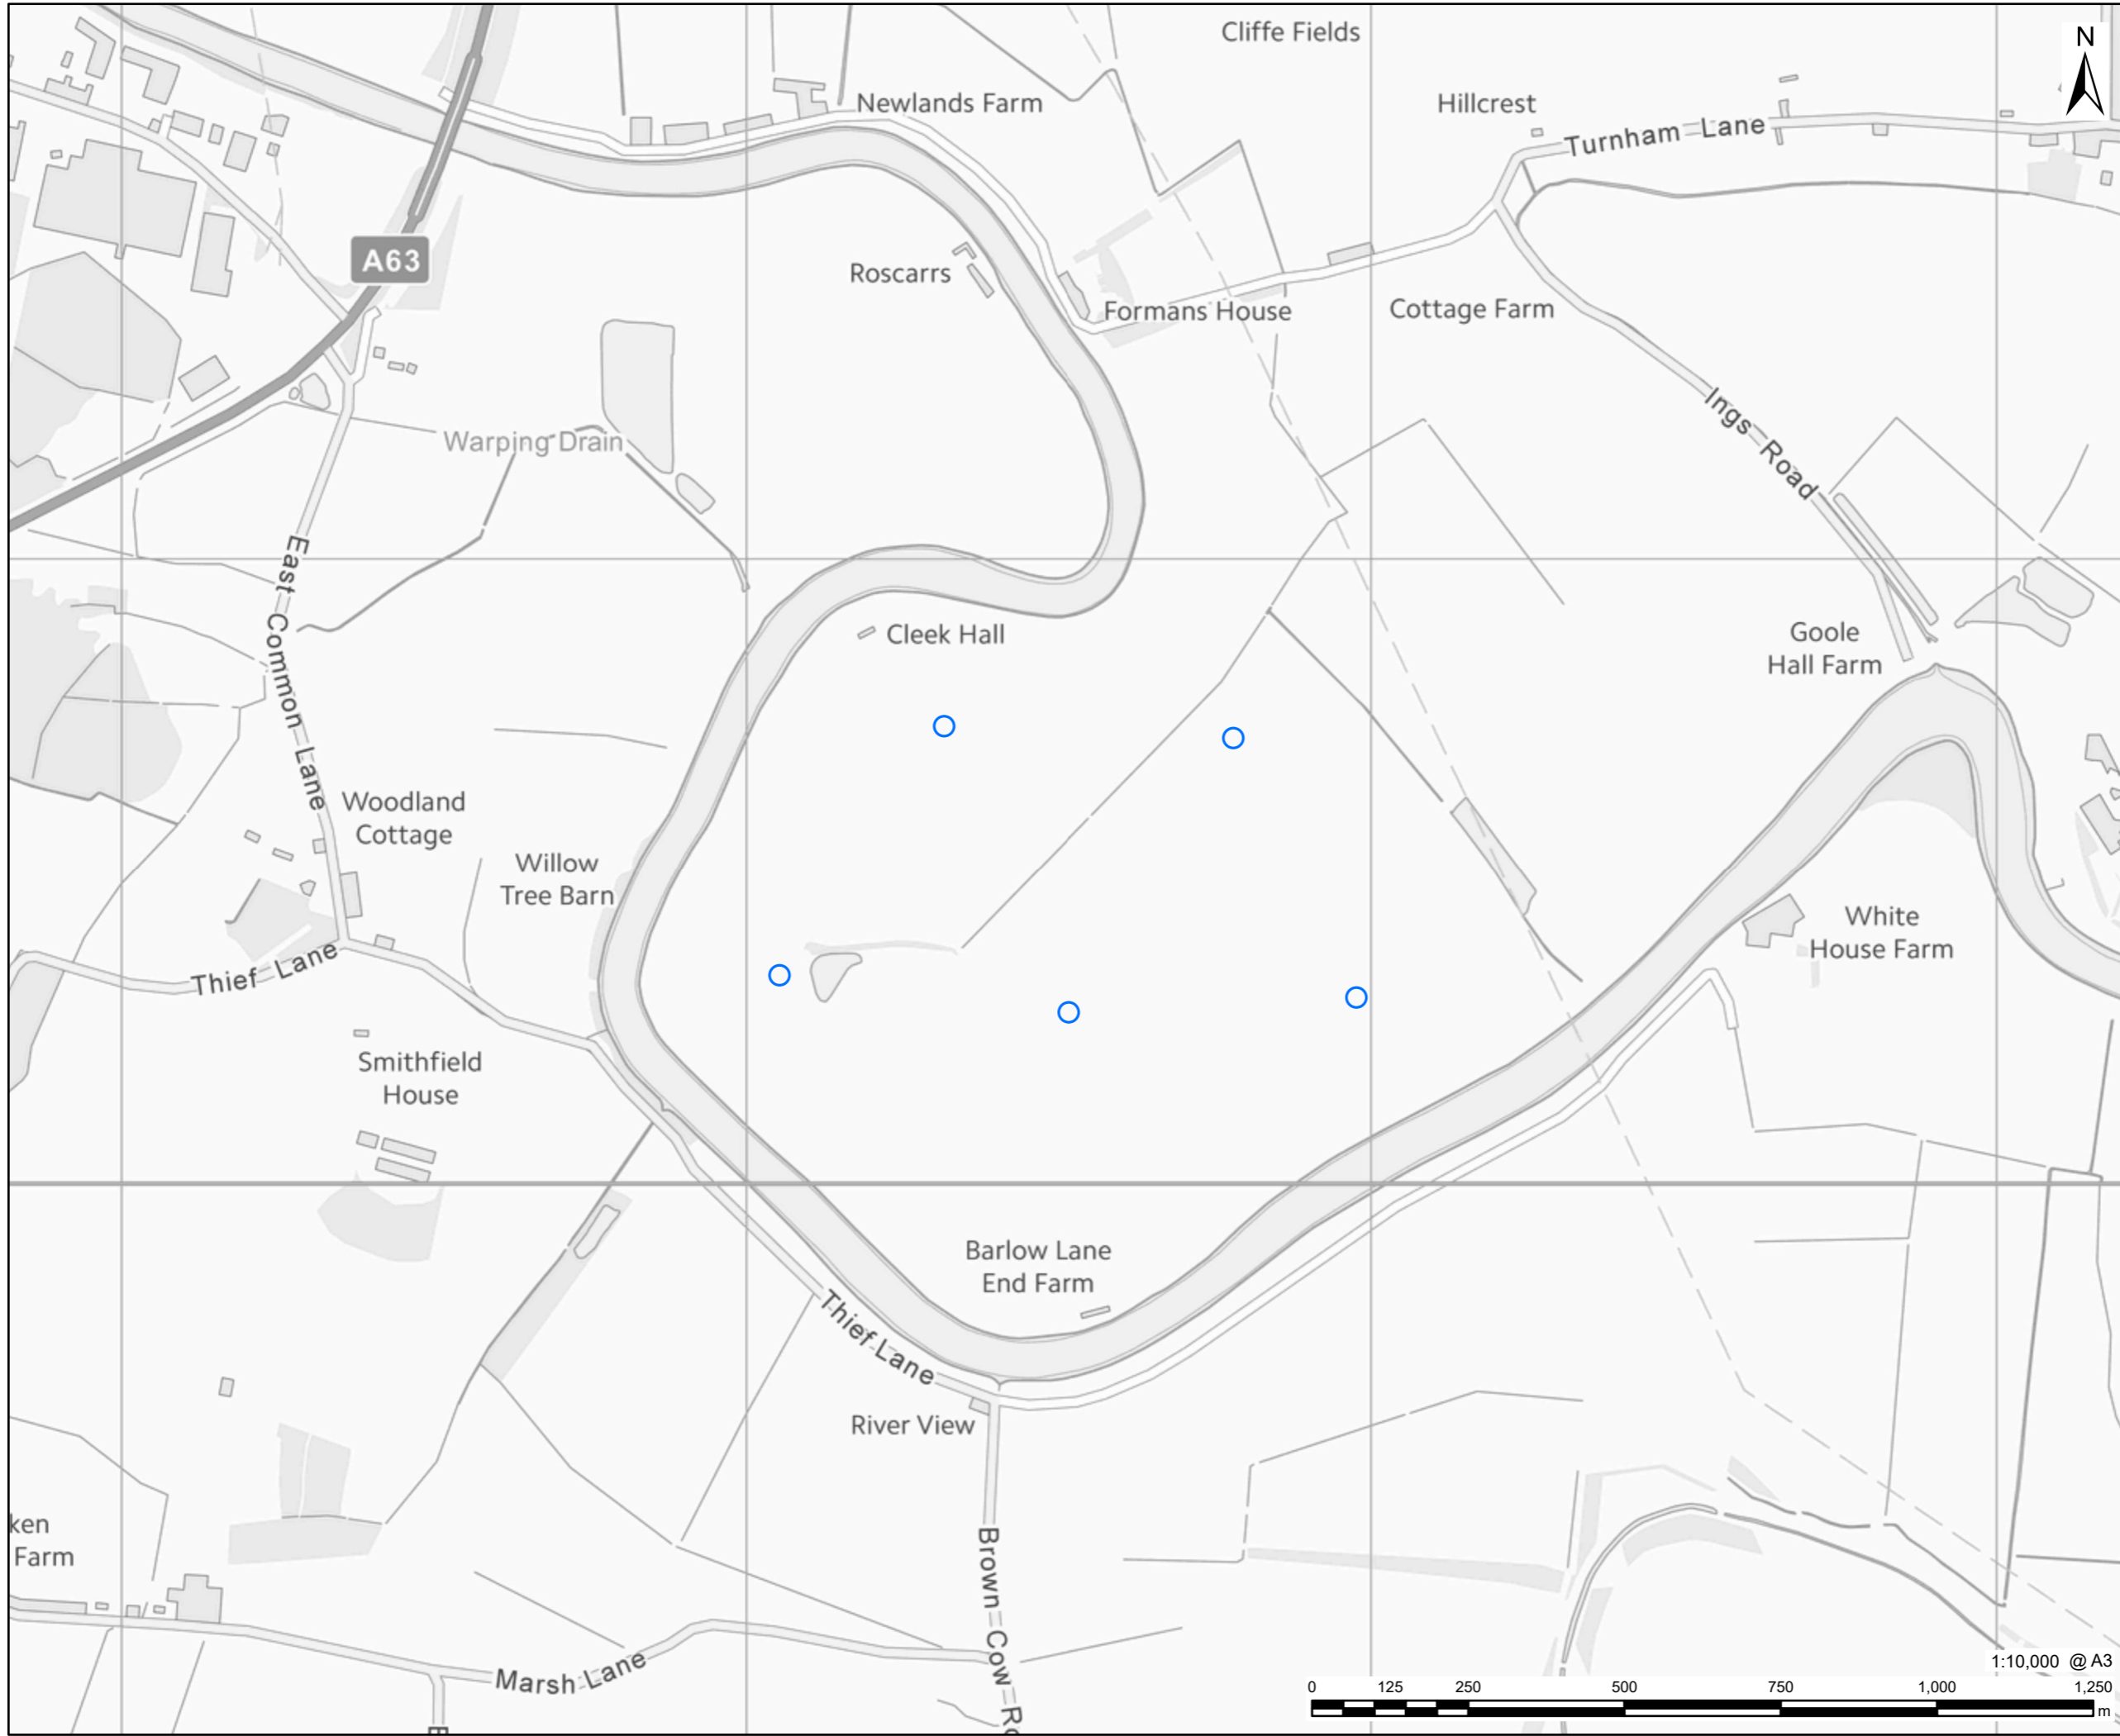 Cliffe Fields
N
Newlands Farm
Hillcrest
Turnham Lane
A63
Roscarrs
Formans House
Cottage Farm
Ings Road
Warping Drain
East Common Lane
Cleek Hall
Goole
Hall Farm
Woodland
Cottage
Willow
Tree Barn
White
House Farm
Thief Lane
Smithfield
House
Barlow Lane
End Farm
Thief Lane
River View
ken
Farm
Brown Cow Ro
Marsh Lane
1:10,000 @ A3
0 125 250 500 750 1,000 1,250
m